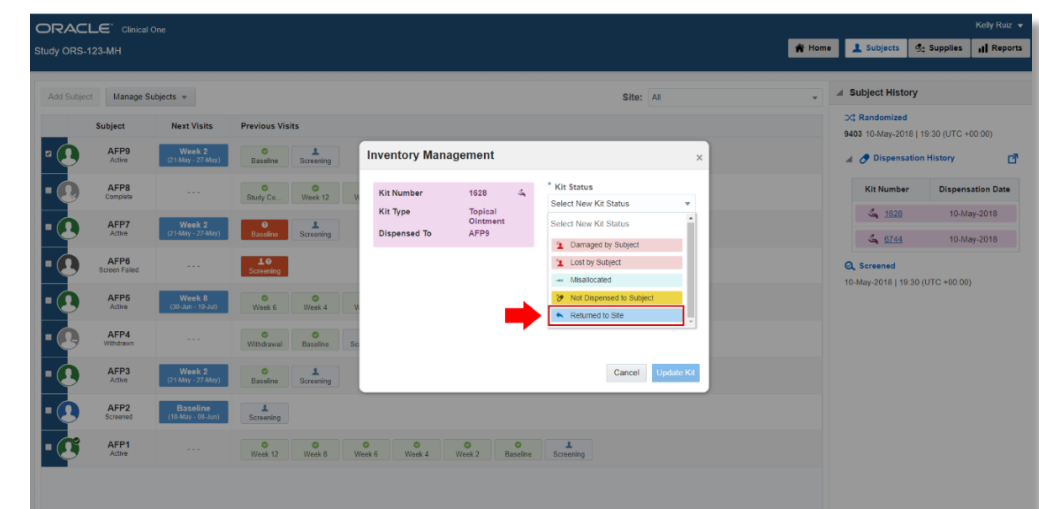 ORACLE Clinical One
Kelly Ruiz
Study ORS-123-MH
Home Subjects Supplies Reports
Add Subject Manage Subjects Site: All
Subject Next Visits Previous Visits
AFP9 Active Week 2 (21-May - 27-May) Baseline Screening
AFP8 Complete - - - Study Co... Week 12
AFP7 Active Week 2 (21-May - 27-May) Baseline Screening
AFP6 Screen Failed - - - Screening
AFP5 Active Week 8 (30-Jun - 10-Jul) Week 6 Week 4
AFP4 Withdrawn - - - Withdrawal Baseline
AFP3 Active Week 2 (21-May - 27-May) Baseline Screening
AFP2 Screened Baseline Screening
AFP1 Active - - - Week 12 Week 8 Week 6 Week 4 Week 2 Baseline Screening
Inventory Management ×
Kit Number 1628
Kit Type Topical Ointment
Dispensed To AFP9
* Kit Status
Select New Kit Status
Select New Kit Status
Damaged by Subject
Lost by Subject
Misallocated
Not Dispensed to Subject
Returned to Site
Cancel Update Kit
Subject History
Randomized
9403 10-May-2018 | 19:30 (UTC +00:00)
Dispensation History
Kit Number Dispensation Date
1628 10-May-2018
6744 10-May-2018
Screened
10-May-2018 | 19:30 (UTC +00:00)